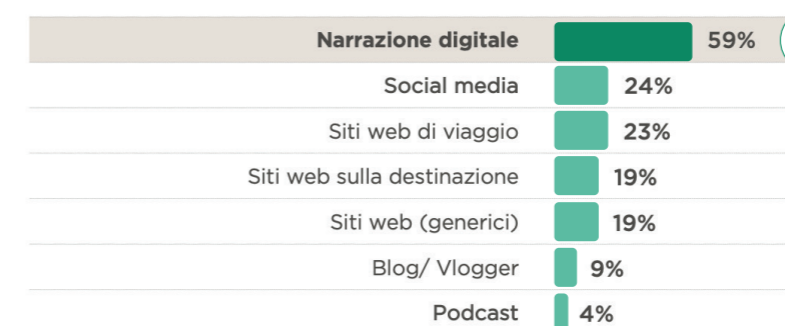 Narrazione digitale 59%
Social media 24%
Siti web di viaggio 23%
Siti web sulla destinazione 19%
Siti web (generici) 19%
Blog/ Vlogger 9%
Podcast 4%